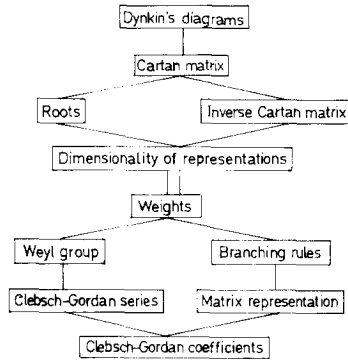 Dynkin's diagrams
Cartan matrix
Roots
Inverse Cartan matrix
Dimensionality of representations
Weights
Weyl group
Branching rules
Clebsch-Gordan series
Matrix representation
Clebsch-Gordan coefficients